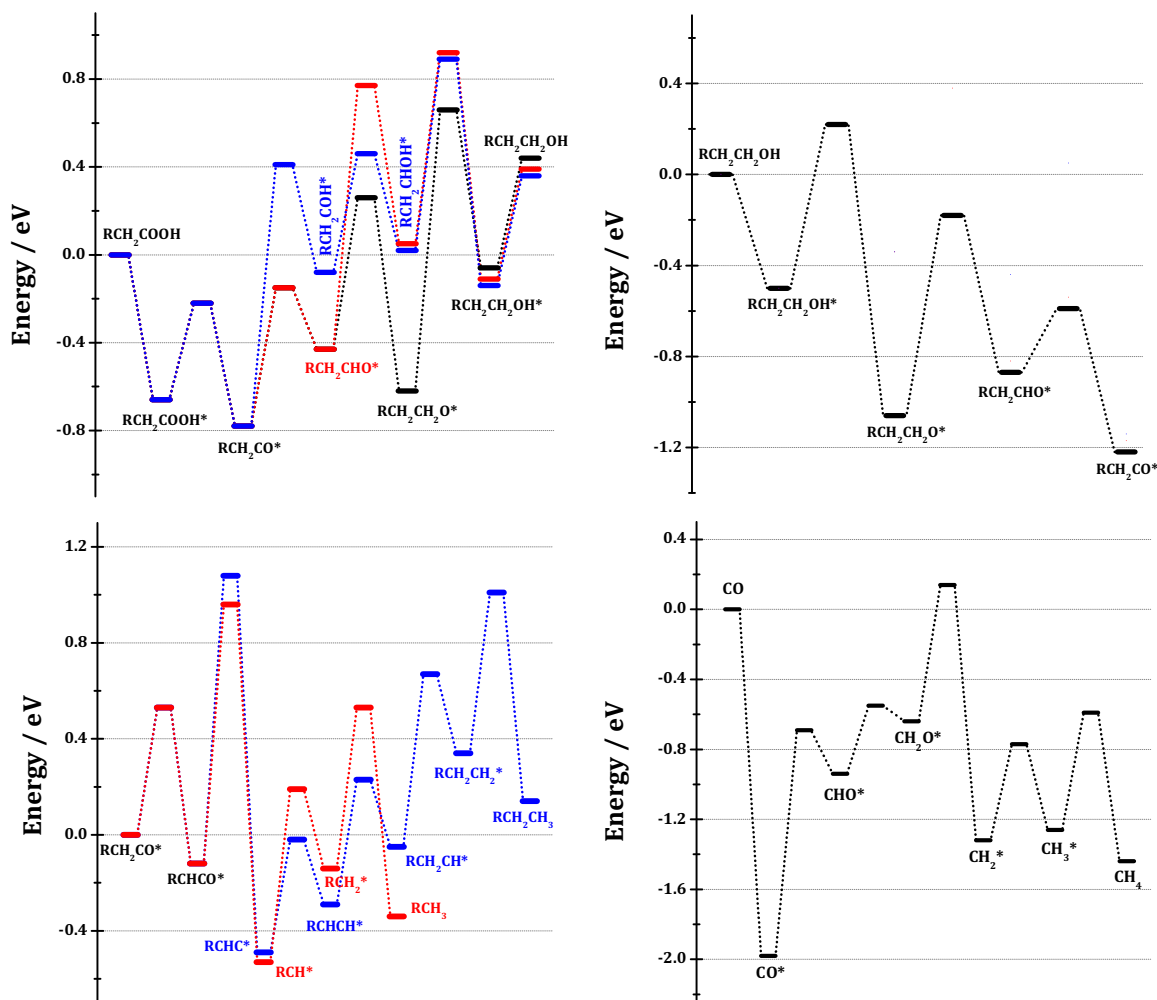 Energy / eV
0.8
0.4
0.0
-0.4
-0.8
RCH₂COOH
RCH₂COOH*
RCH₂CO*
RCH₂COH*
RCH₂CHO*
RCH₂CHOH*
RCH₂CH₂O*
RCH₂CH₂OH*
RCH₂CH₂OH
Energy / eV
0.4
0.0
-0.4
-0.8
-1.2
RCH₂CH₂OH
RCH₂CH₂OH*
RCH₂CH₂O*
RCH₂CHO*
RCH₂CO*
Energy / eV
1.2
0.8
0.4
0.0
-0.4
RCH₂CO*
RCHCO*
RCHC*
RCH*
RCHCH*
RCH₂*
RCH₃
RCH₂CH*
RCH₂CH₂*
RCH₂CH₃
Energy / eV
0.4
0.0
-0.4
-0.8
-1.2
-1.6
-2.0
CO
CO*
CHO*
CH₂O*
CH₂*
CH₃*
CH₄